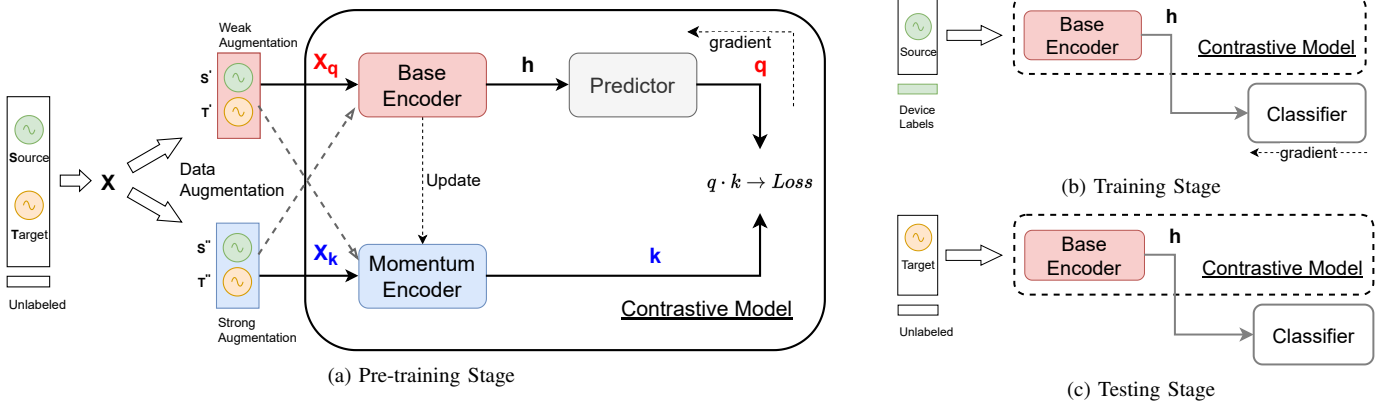 Source
Target
Unlabeled
X
Data
Augmentation
Weak
Augmentation
S'
T'
S''
T''
Strong
Augmentation
Xq
Xk
Base
Encoder
h
Predictor
gradient
q
Update
q · k → Loss
Momentum
Encoder
k
Contrastive Model
(a) Pre-training Stage
Source
Device
Labels
Base
Encoder
h
Contrastive Model
Classifier
gradient
(b) Training Stage
Target
Unlabeled
Base
Encoder
h
Contrastive Model
Classifier
(c) Testing Stage